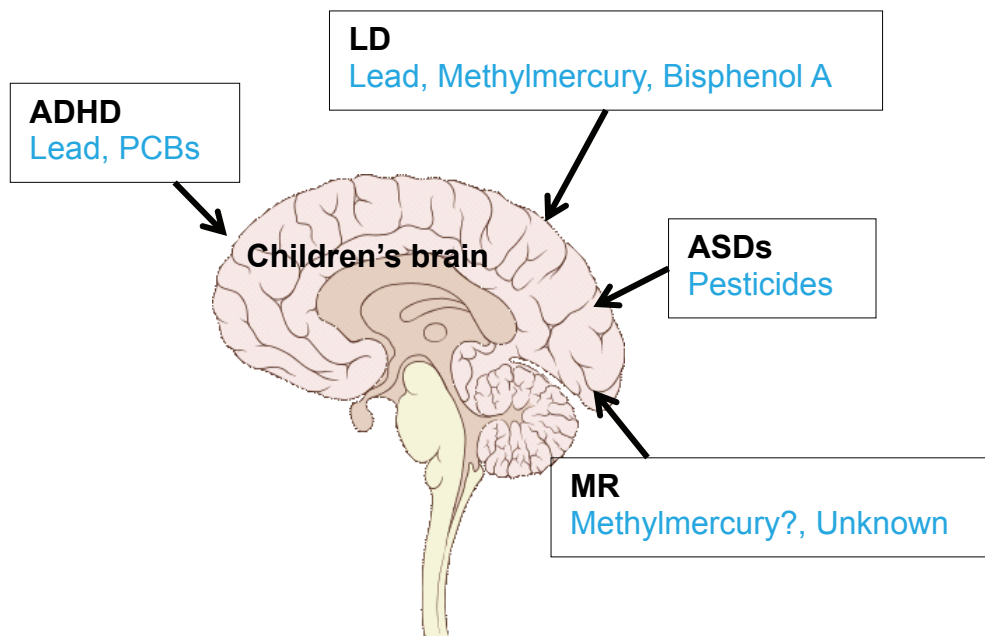 LD
Lead, Methylmercury, Bisphenol A
ADHD
Lead, PCBs
Children’s brain
ASDs
Pesticides
MR
Methylmercury?, Unknown